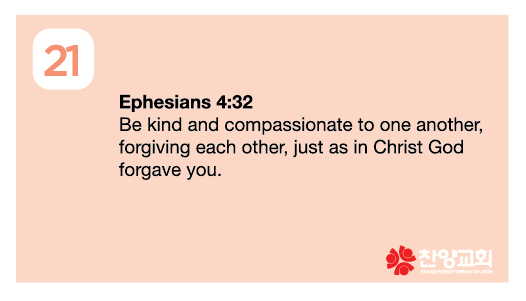 21
Ephesians 4:32
Be kind and compassionate to one another,
forgiving each other, just as in Christ God
forgave you.
찬양교회
PRAISE PRESBYTERIAN CHURCH